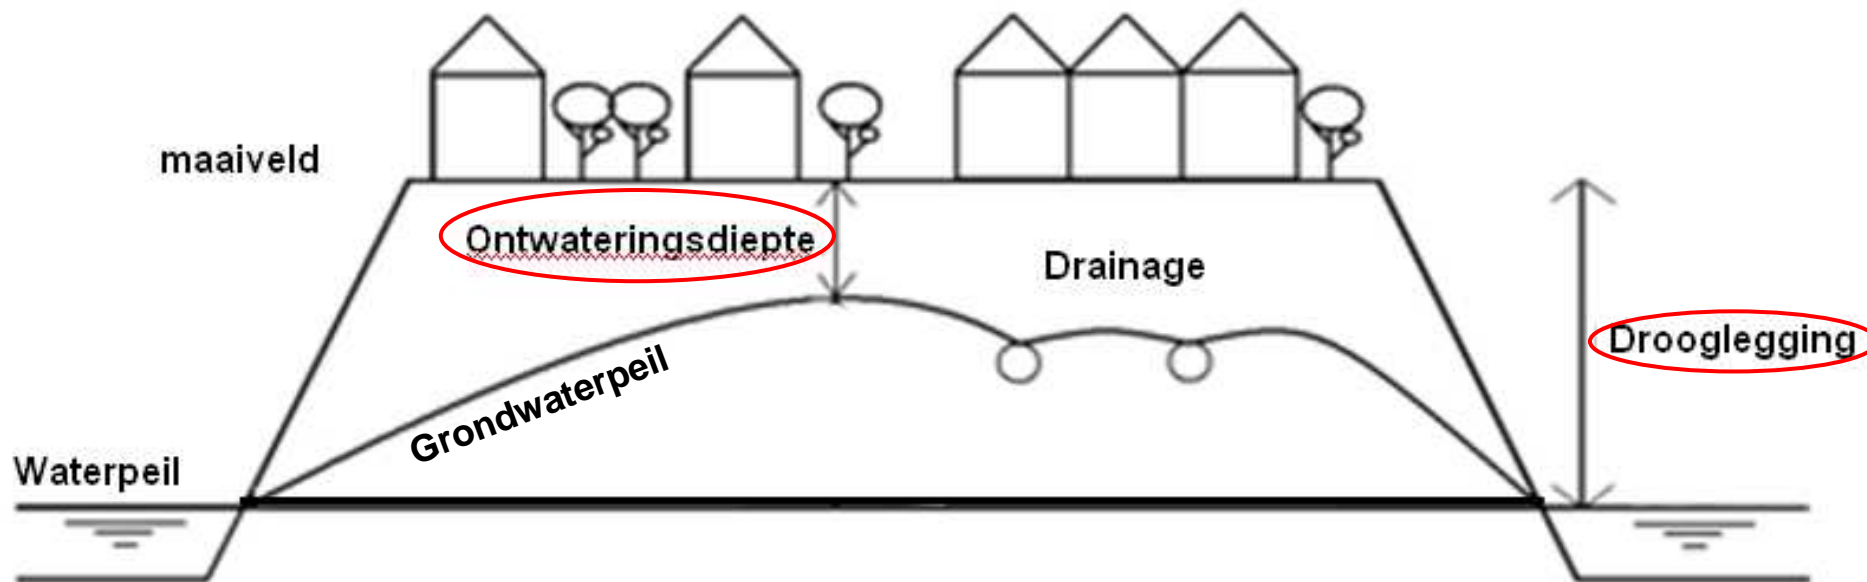 maaiveld
Ontwateringsdiepte
Drainage
Drooglegging
Grondwaterpeil
Waterpeil